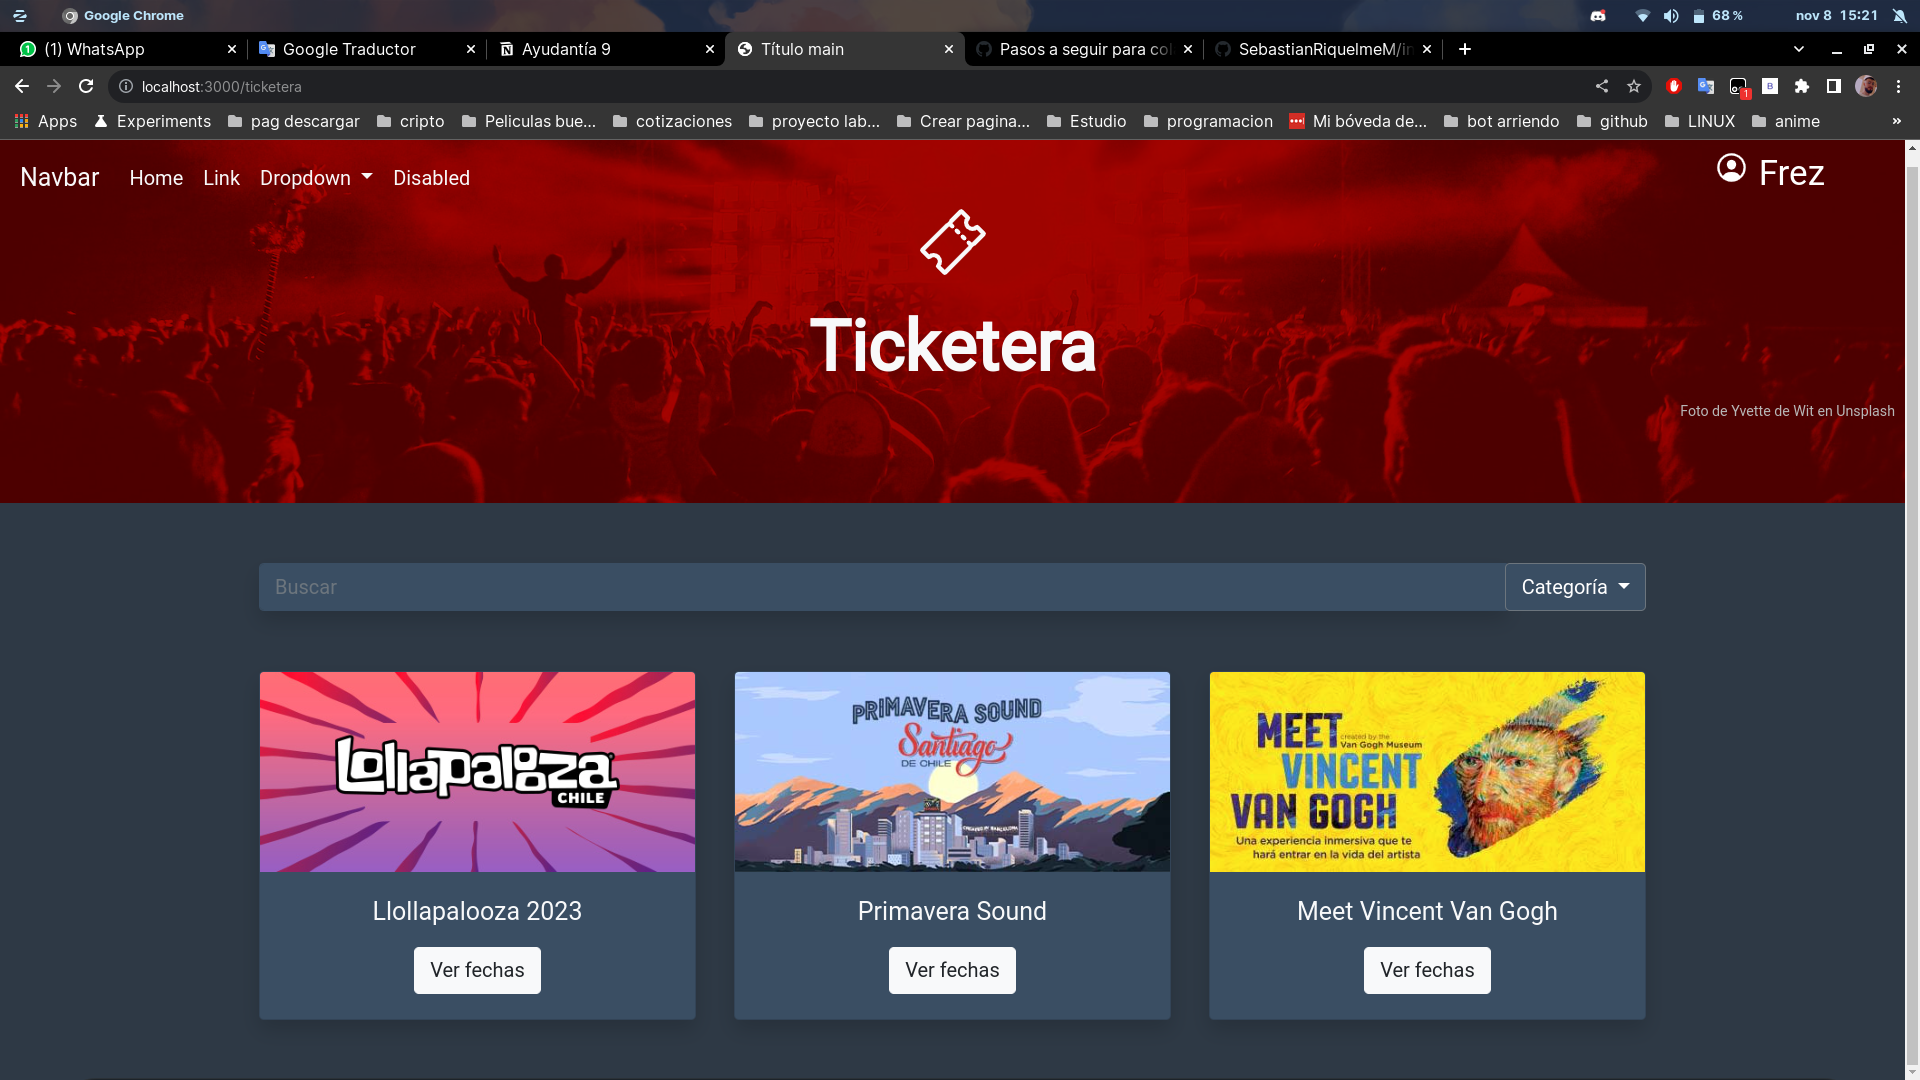 Google Chrome
68 %
nov 8 15:21
(1) WhatsApp
Google Traductor
Ayudantía 9
Título main
Pasos a seguir para co
SebastianRiquelmeM/in
localhost:3000/ticketera
1
Apps
Experiments
pag descargar
cripto
Peliculas bue...
cotizaciones
proyecto lab...
Crear pagina...
Estudio
programacion
Mi bóveda de...
bot arriendo
github
LINUX
anime
»
Navbar
Home
Link
Dropdown
Disabled
Frez
Ticketera
Foto de Yvette de Wit en Unsplash
Buscar
Categoría
Lollapalooza
CHILE
PRIMAVERA SOUND
Santiago
DE CHILE
MEET
created by the
Van Gogh Museum
VINCENT
VAN GOGH
Una experiencia inmersiva que te
hará entrar en la vida del artista
Llollapalooza 2023
Primavera Sound
Meet Vincent Van Gogh
Ver fechas
Ver fechas
Ver fechas